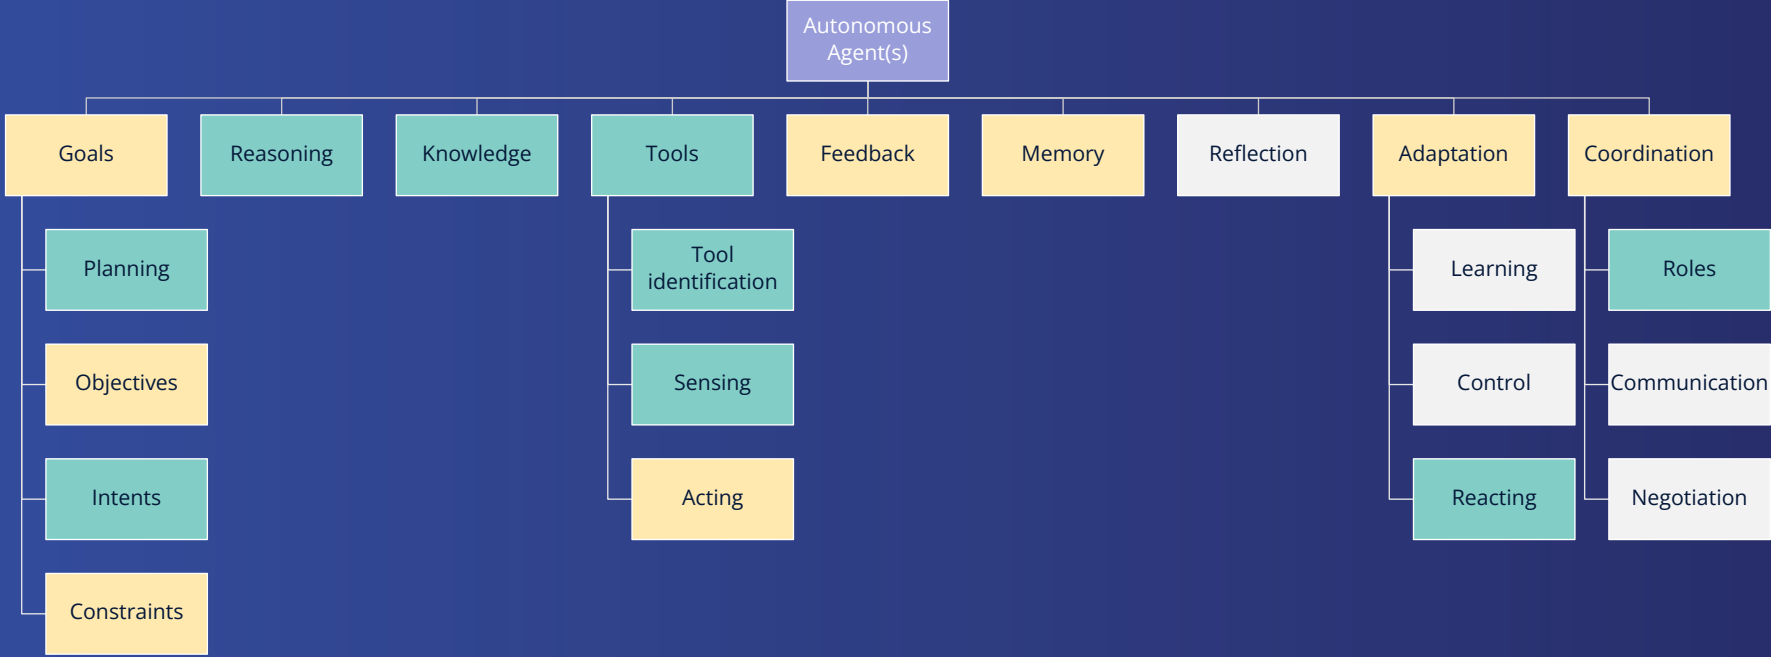 Autonomous
Agent(s)
Goals
Reasoning
Knowledge
Tools
Feedback
Memory
Reflection
Adaptation
Coordination
Planning
Objectives
Intents
Constraints
Tool
identification
Sensing
Acting
Learning
Control
Reacting
Roles
Communication
Negotiation